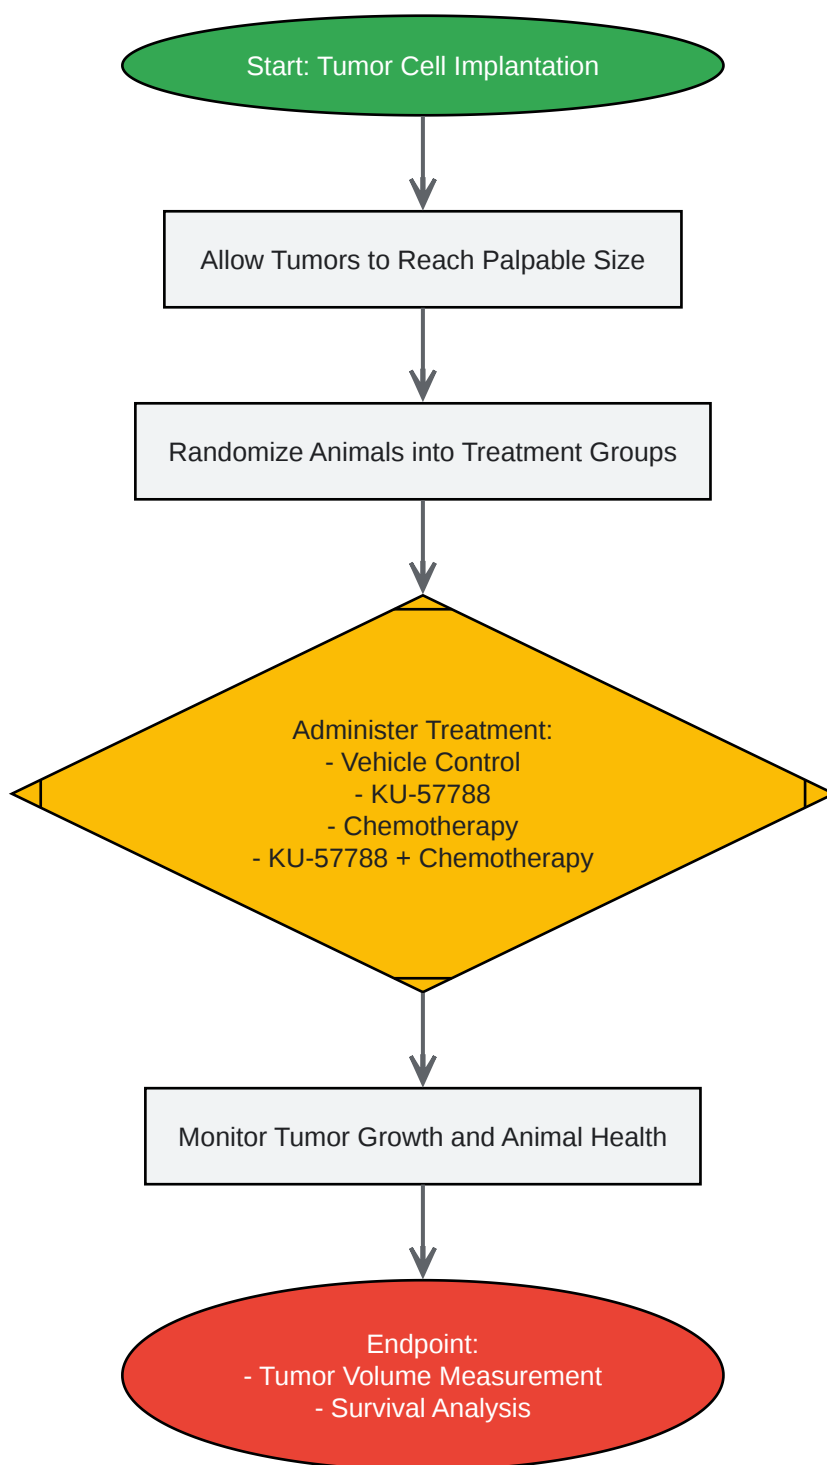 Start: Tumor Cell Implantation
Allow Tumors to Reach Palpable Size
Randomize Animals into Treatment Groups
Administer Treatment:
- Vehicle Control
- KU-57788
- Chemotherapy
- KU-57788 + Chemotherapy
Monitor Tumor Growth and Animal Health
Endpoint:
- Tumor Volume Measurement
- Survival Analysis